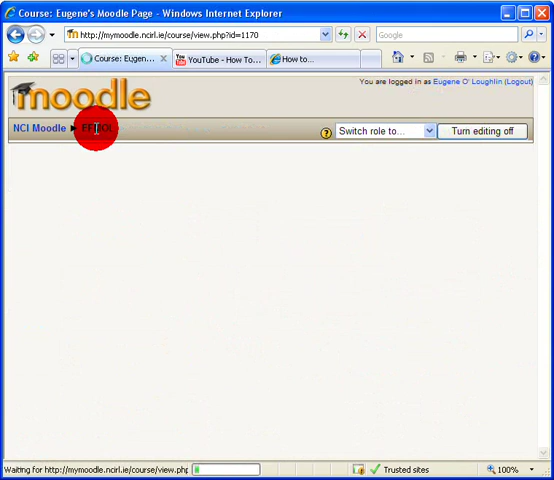 Course: Eugene's Moodle Page - Windows Internet Explorer
http://mymoodle.ncirl.ie/course/view.php?id=1170
Google
Course: Eugen...
YouTube - How To...
How to...
moodle
You are logged in as Eugene O' Loughlin (Logout)
NCI Moodle ►
Switch role to...
Turn editing off
Waiting for http://mymoodle.ncirl.ie/course/view.php
Trusted sites
100%